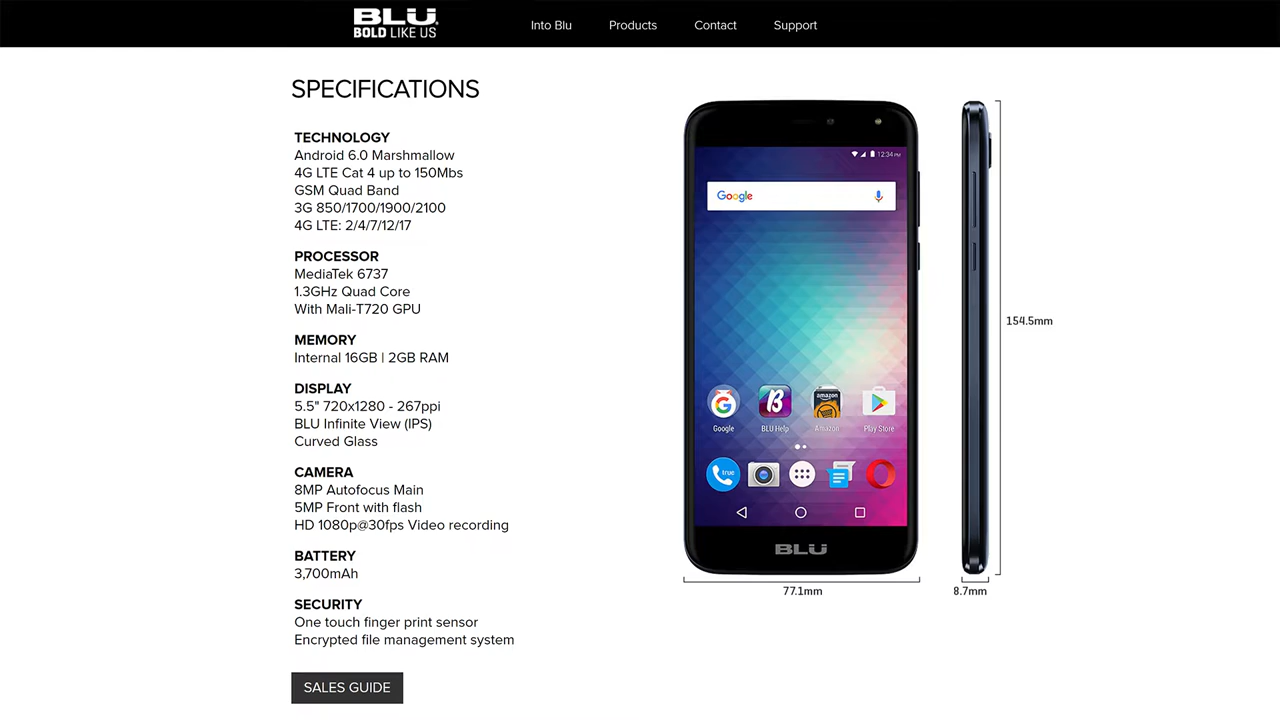 BLU
BOLD LIKE US
Into Blu
Products
Contact
Support
SPECIFICATIONS
TECHNOLOGY
Android 6.0 Marshmallow
4G LTE Cat 4 up to 150Mbs
GSM Quad Band
3G 850/1700/1900/2100
4G LTE: 2/4/7/12/17
PROCESSOR
MediaTek 6737
1.3GHz Quad Core
With Mali-T720 GPU
MEMORY
Internal 16GB | 2GB RAM
DISPLAY
5.5" 720x1280 - 267ppi
BLU Infinite View (IPS)
Curved Glass
CAMERA
8MP Autofocus Main
5MP Front with flash
HD 1080p@30fps Video recording
BATTERY
3,700mAh
SECURITY
One touch finger print sensor
Encrypted file management system
SALES GUIDE
12:34 PM
Google
amazon
Google
BLU Help
Amazon
Play Store
true
BLU
77.1mm
154.5mm
8.7mm